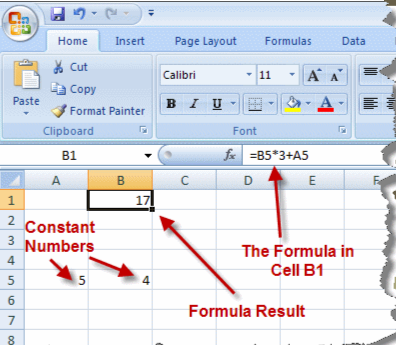 Home Insert Page Layout Formulas Data
Cut
Copy
Format Painter
Paste
Calibri 11 A A
B I U A
Clipboard Font
B1 fx =B5*3+A5
A B C D E F
1 17
2
3
Constant
Numbers
4
The Formula in
Cell B1
5 5 4
6
Formula Result
7
8